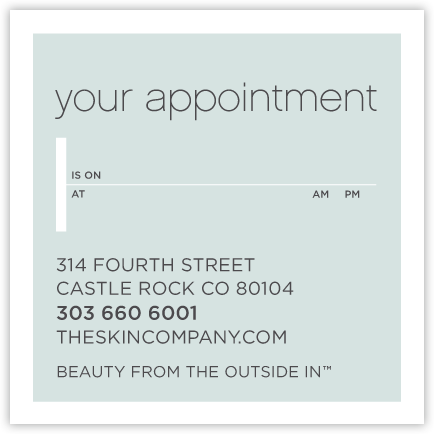 your appointment
IS ON
AT AM PM
314 FOURTH STREET
CASTLE ROCK CO 80104
303 660 6001
THESKINCOMPANY.COM
BEAUTY FROM THE OUTSIDE IN™